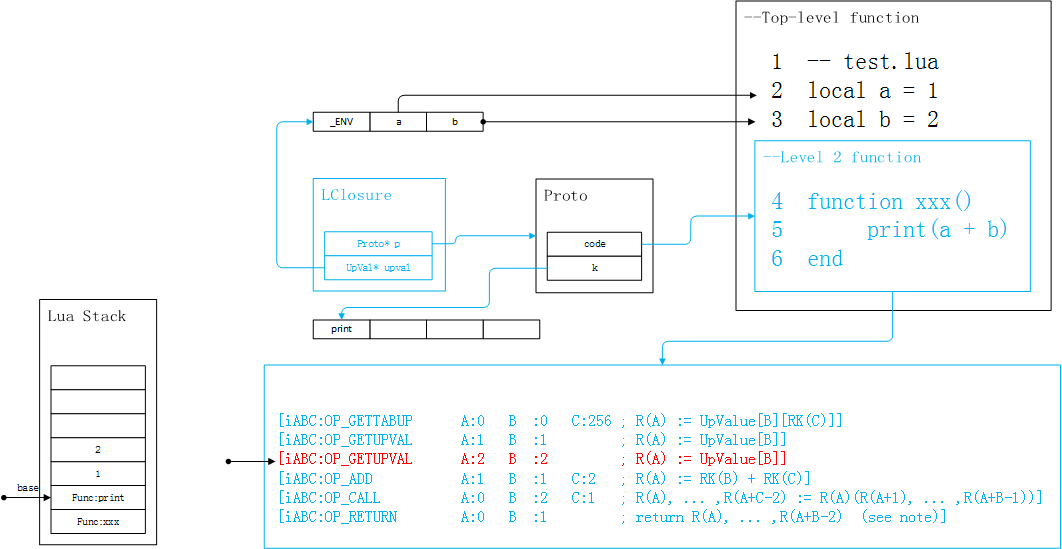 --Top-level function
1 -- test.lua
2 local a = 1
3 local b = 2
_ENV a b
--Level 2 function
4 function xxx()
5 print(a + b)
6 end
LClosure
Proto* p
UpVal* upval
Proto
code
k
print
Lua Stack
2
1
base
Func:print
Func:xxx
[iABC:OP_GETTABUP A:0 B :0 C:256 ; R(A) := UpValue[B][RK(C)]]
[iABC:OP_GETUPVAL A:1 B :1 ; R(A) := UpValue[B]]
[iABC:OP_GETUPVAL A:2 B :2 ; R(A) := UpValue[B]]
[iABC:OP_ADD A:1 B :1 C:2 ; R(A) := RK(B) + RK(C)]
[iABC:OP_CALL A:0 B :2 C:1 ; R(A), ... ,R(A+C-2) := R(A)(R(A+1), ... ,R(A+B-1))]
[iABC:OP_RETURN A:0 B :1 ; return R(A), ... ,R(A+B-2) (see note)]